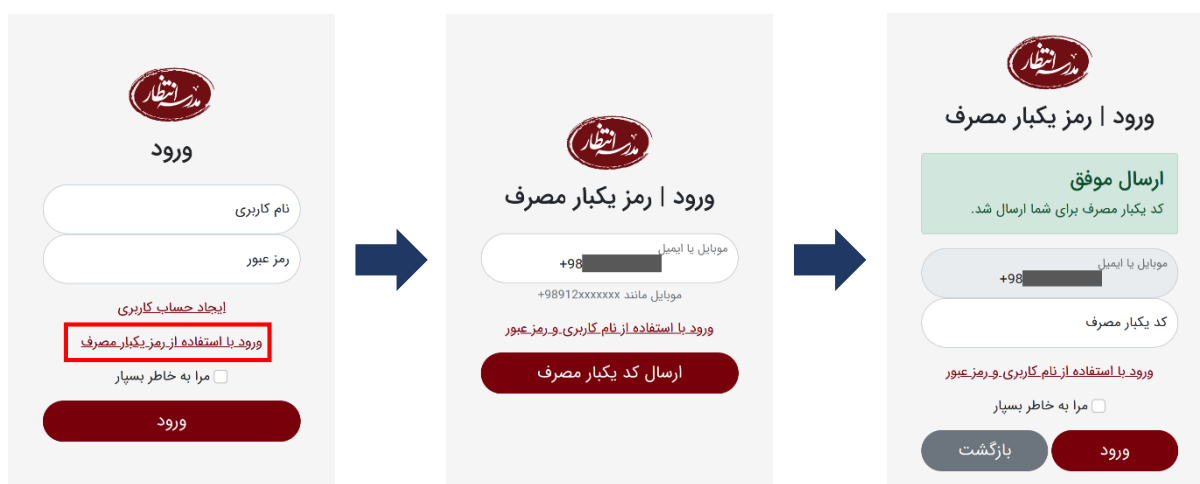 مدرسه انتظار
ورود
نام کاربری
رمز عبور
ایجاد حساب کاربری
ورود با استفاده از رمز یکبار مصرف
مرا به خاطر بسپار
ورود
مدرسه انتظار
ورود | رمز یکبار مصرف
موبایل یا ایمیل
+98
موبایل مانند 98912xxxxxxx+
ورود با استفاده از نام کاربری و رمز عبور
ارسال کد یکبار مصرف
مدرسه انتظار
ورود | رمز یکبار مصرف
ارسال موفق
کد یکبار مصرف برای شما ارسال شد.
موبایل یا ایمیل
+98
کد یکبار مصرف
ورود با استفاده از نام کاربری و رمز عبور
مرا به خاطر بسپار
ورود
بازگشت